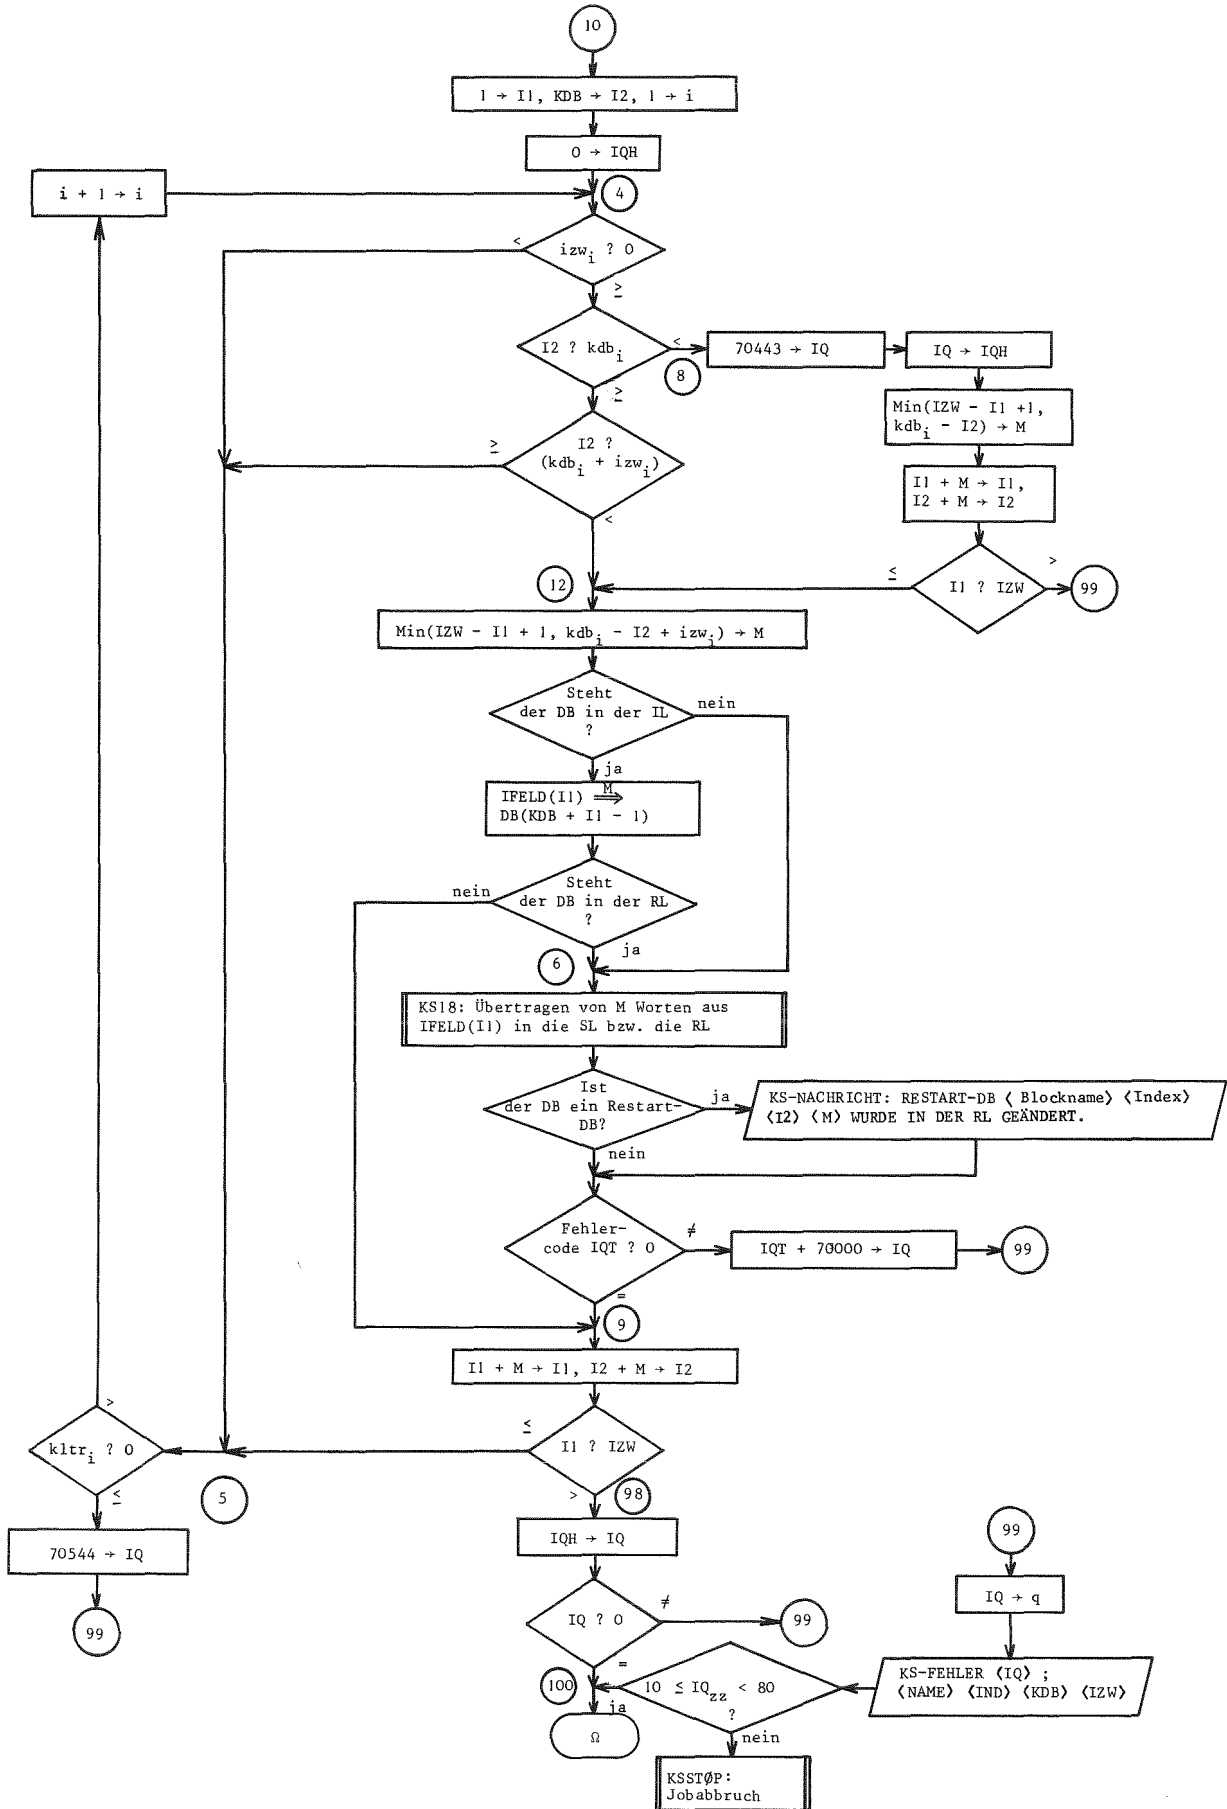 10
1 → I1, KDB → I2, 1 → i
0 → IQH
i + 1 → i
4
izw_i ? 0
<
≥
I2 ? kdb_i
<
8
70443 → IQ
IQ → IQH
≥
Min(IZW - I1 +1,
kdb_i - I2) → M
I2 ?
(kdb_i + izw_i)
≥
<
I1 + M → I1,
I2 + M → I2
12
≤
I1 ? IZW
>
99
Min(IZW - I1 + 1, kdb_i - I2 + izw_i) → M
Steht
der DB in der IL
?
nein
ja
IFELD(I1) M⇒
DB(KDB + I1 - 1)
nein
Steht
der DB in der RL
?
ja
6
KS18: Übertragen von M Worten aus
IFELD(I1) in die SL bzw. die RL
Ist
der DB ein Restart-
DB?
ja
KS-NACHRICHT: RESTART-DB ⟨ Blockname⟩ ⟨Index⟩
⟨I2⟩ ⟨M⟩ WURDE IN DER RL GEÄNDERT.
nein
Fehler-
code IQT ? 0
≠
IQT + 70000 → IQ
99
=
9
I1 + M → I1, I2 + M → I2
>
kltr_i ? 0
≤
5
≤
I1 ? IZW
>
98
70544 → IQ
99
IQH → IQ
99
IQ → q
IQ ? 0
≠
99
=
100
ja
10 ≤ IQ_zz < 80
?
KS-FEHLER ⟨IQ⟩ ;
⟨NAME⟩ ⟨IND⟩ ⟨KDB⟩ ⟨IZW⟩
Ω
nein
KSSTØP:
Jobabbruch